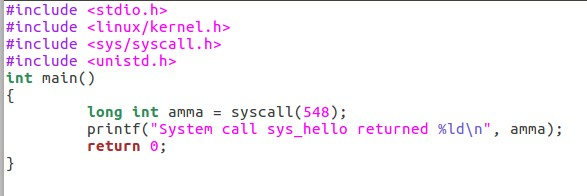 #include <stdio.h>
#include <linux/kernel.h>
#include <sys/syscall.h>
#include <unistd.h>
int main()
{
        long int amma = syscall(548);
        printf("System call sys_hello returned %ld\n", amma);
        return 0;
}